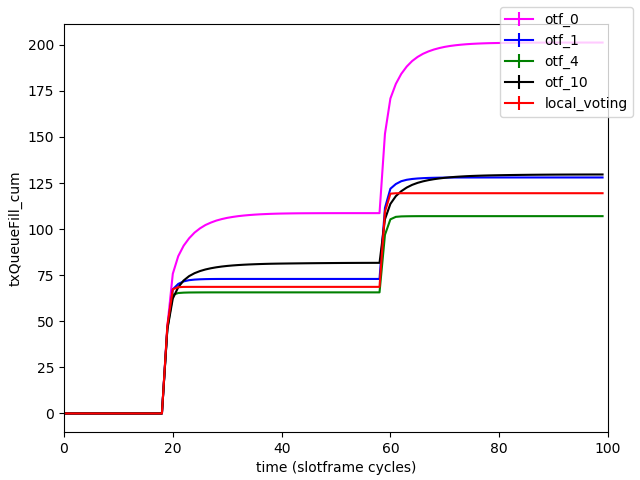 otf_0
otf_1
otf_4
otf_10
local_voting
200
175
150
125
100
75
50
25
0
txQueueFill_cum
0 20 40 60 80 100
time (slotframe cycles)